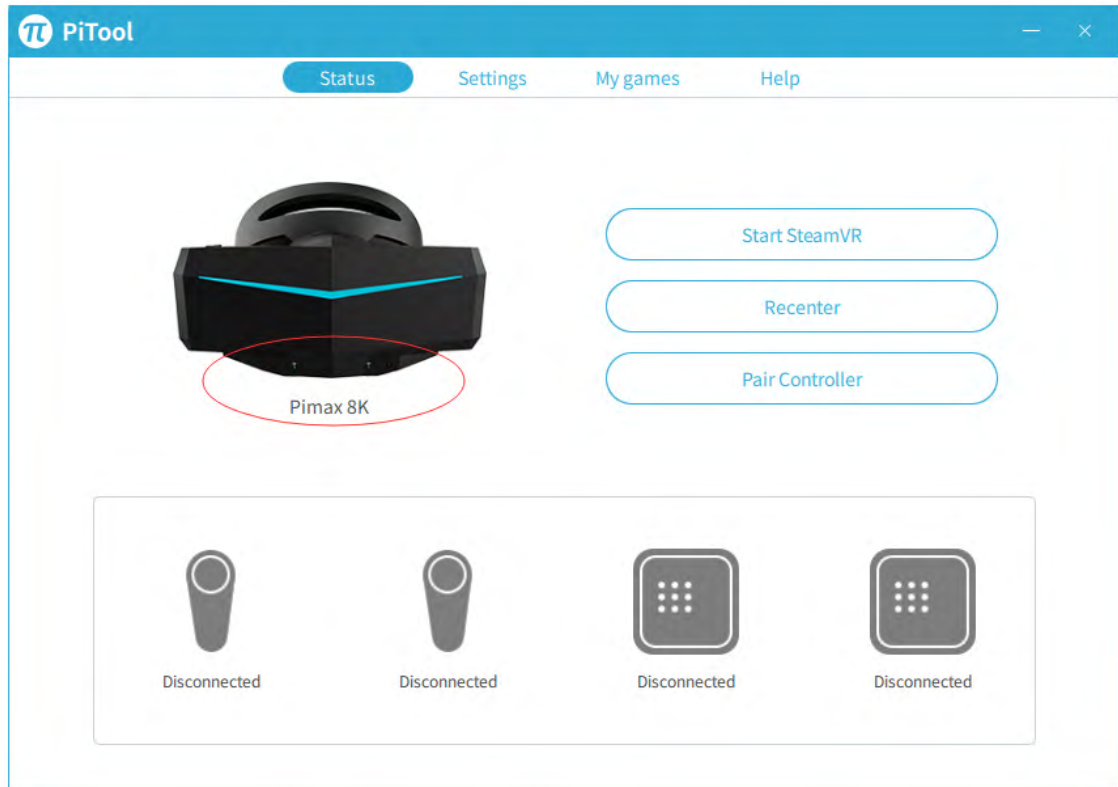 π PiTool
Status Settings My games Help
Start SteamVR
Recenter
Pair Controller
Pimax 8K
Disconnected Disconnected Disconnected Disconnected